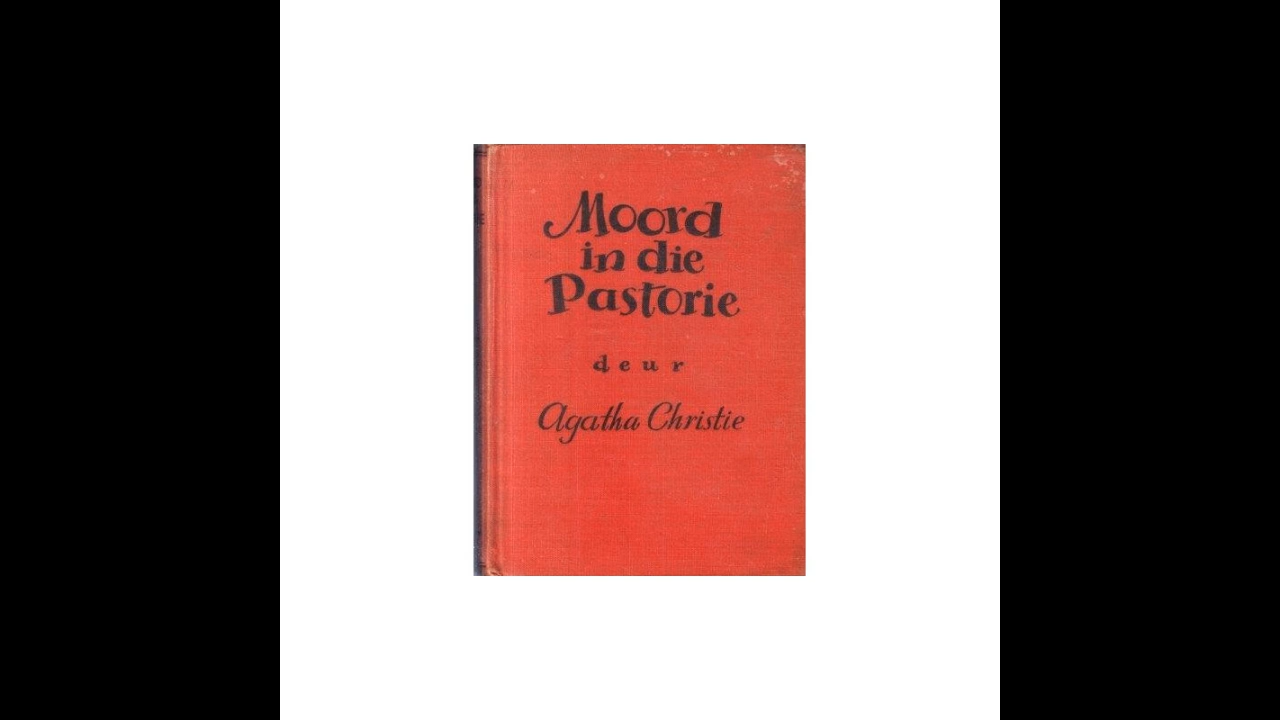 Moord
in die
Pastorie
deur
Agatha Christie